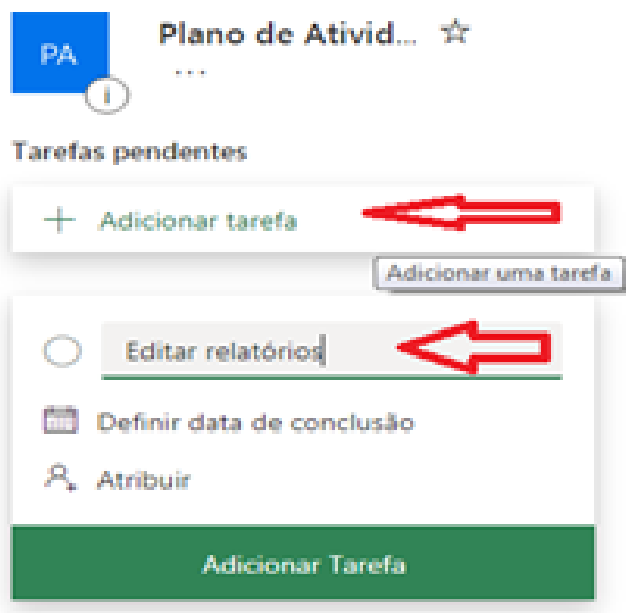 PA
Plano de Ativid...
...
i
Tarefas pendentes
+ Adicionar tarefa
Adicionar uma tarefa
Editar relatórios
Definir data de conclusão
Atribuir
Adicionar Tarefa